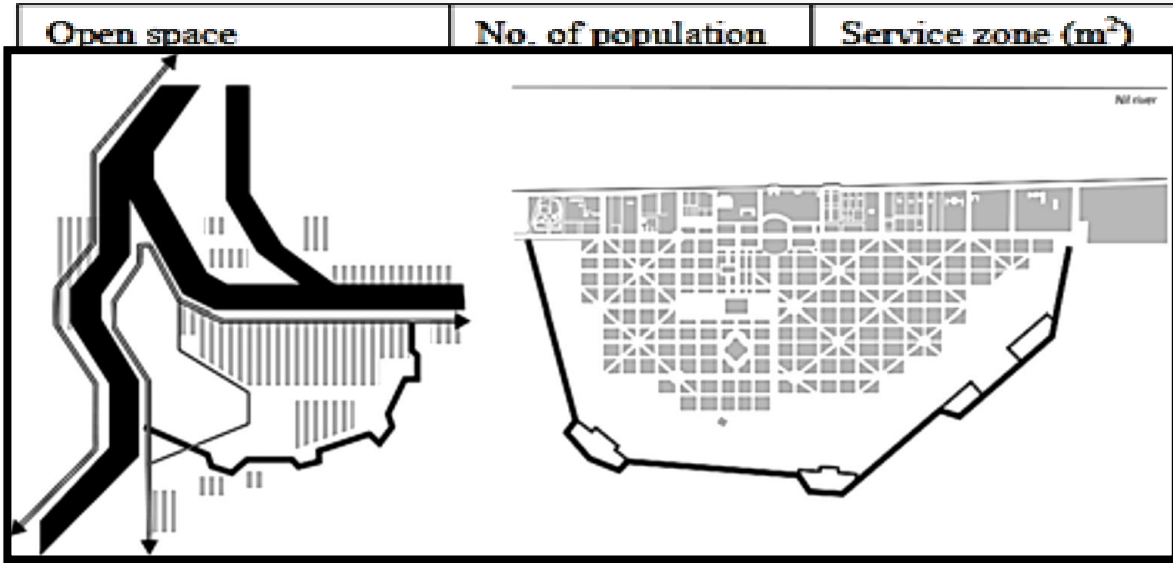 Open space
No. of population
Service zone (m²)
Nil river